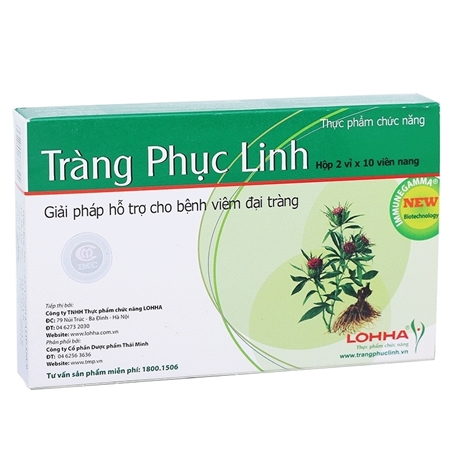 Thực phẩm chức năng
Tràng Phục Linh
Hộp 2 vỉ x 10 viên nang
Giải pháp hỗ trợ cho bệnh viêm đại tràng
IMMUNEGAMMA®
NEW
Biotechnology
Tiếp thị bởi:
Công ty TNHH Thực phẩm chức năng LOHHA
ĐC: 79 Núi Trúc - Ba Đình - Hà Nội
ĐT: 04 6273 2030
Website: www.lohha.com.vn
Phân phối bởi:
Công ty Cổ phần Dược phẩm Thái Minh
ĐT: 04 6256 3636
Website: www.tmp.vn
Tư vấn sản phẩm miễn phí: 1800.1506
LOHHA
Thực phẩm chức năng
www.trangphuclinh.vn